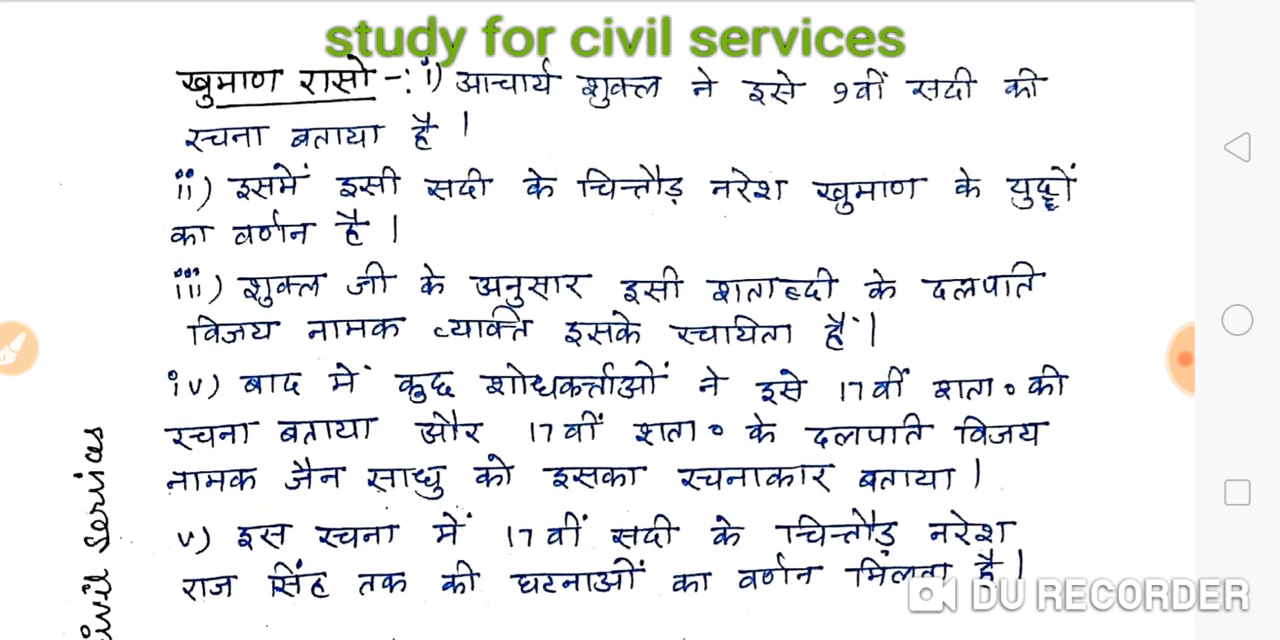 study for civil services
खुमाण रासो -: i) आचार्य शुक्ल ने इसे 9वीं सदी की
रचना बताया है।
ii) इसमें इसी सदी के चित्तौड़ नरेश खुमाण के युद्धों
का वर्णन है।
iii) शुक्ल जी के अनुसार इसी शताब्दी के दलपति
विजय नामक व्यक्ति इसके रचयिता हैं।
iv) बाद में कुछ शोधकर्त्ताओं ने इसे 17वीं शता० की
रचना बताया और 17वीं शता० के दलपति विजय
नामक जैन साधु को इसका रचनाकार बताया।
v) इस रचना में 17वीं सदी के चित्तौड़ नरेश
राज सिंह तक की घटनाओं का वर्णन मिलता है।
civil services
DU RECORDER